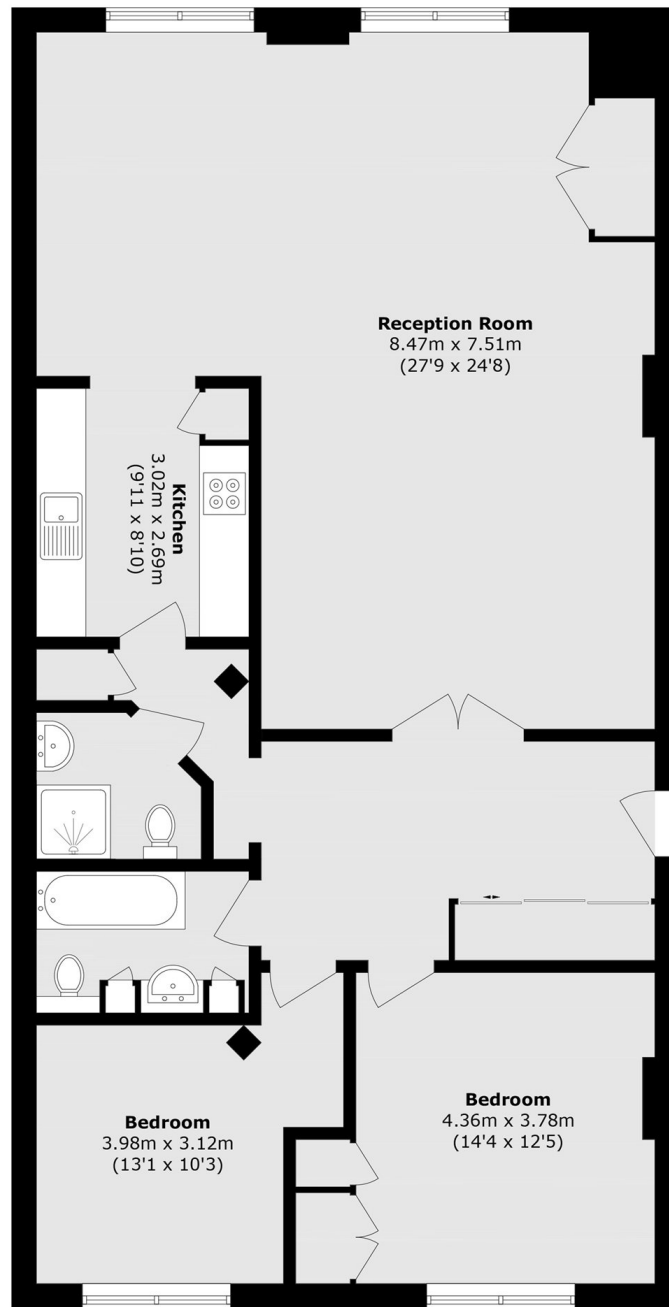 Reception Room
8.47m x 7.51m
(27'9 x 24'8)
Kitchen
3.02m x 2.69m
(9'11 x 8'10)
Bedroom
3.98m x 3.12m
(13'1 x 10'3)
Bedroom
4.36m x 3.78m
(14'4 x 12'5)